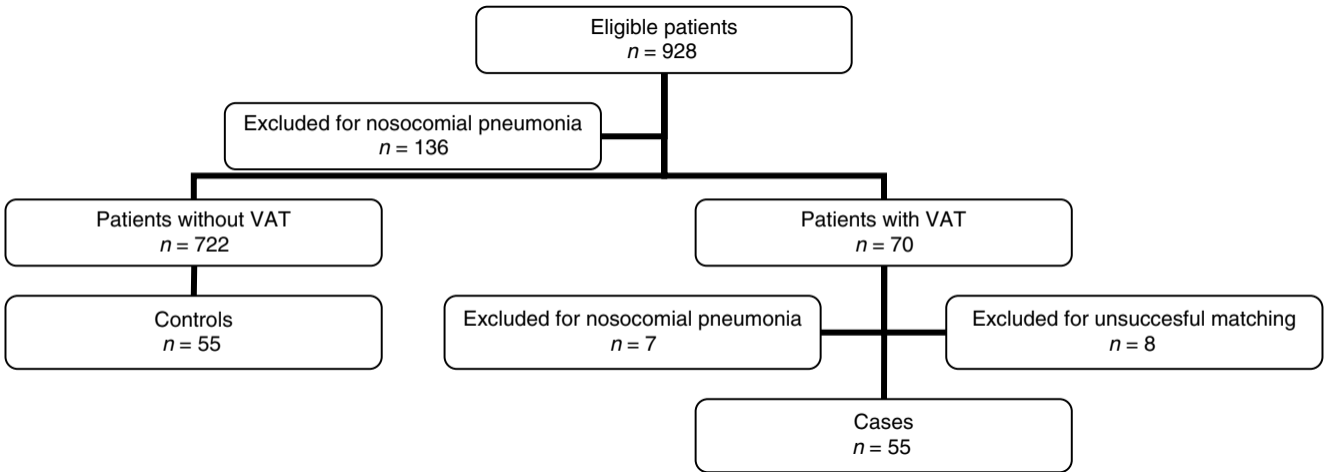 Eligible patients
n = 928
Excluded for nosocomial pneumonia
n = 136
Patients without VAT
n = 722
Patients with VAT
n = 70
Controls
n = 55
Excluded for nosocomial pneumonia
n = 7
Excluded for unsuccesful matching
n = 8
Cases
n = 55